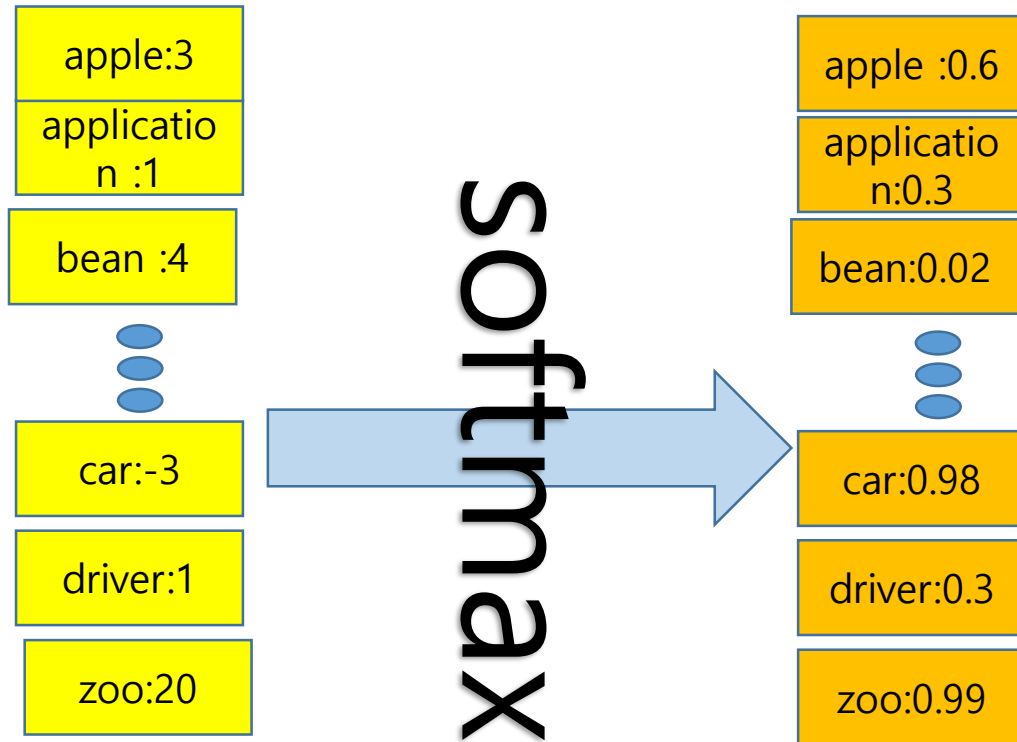 apple:3
applicatio
n :1
bean :4
car:-3
driver:1
zoo:20
softmax
apple :0.6
applicatio
n:0.3
bean:0.02
car:0.98
driver:0.3
zoo:0.99